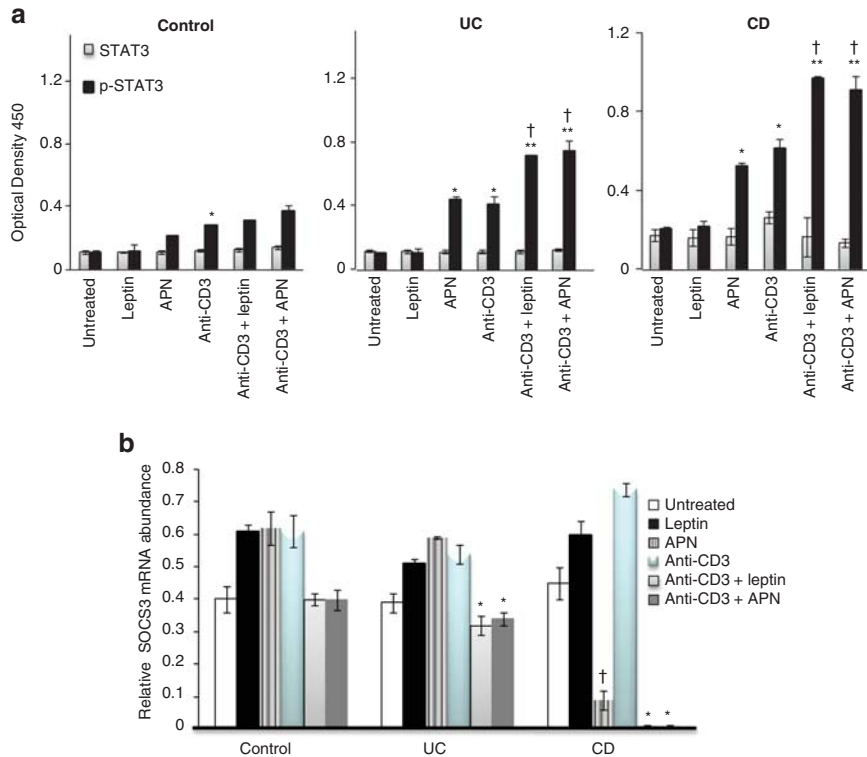 a
Control
UC
CD
STAT3
p-STAT3
Optical Density 450
1.2
0.8
0.4
0
*
Untreated
Leptin
APN
Anti-CD3
Anti-CD3 + leptin
Anti-CD3 + APN
1.2
0.8
0.4
0
*
*
†
**
†
**
Untreated
Leptin
APN
Anti-CD3
Anti-CD3 + leptin
Anti-CD3 + APN
1.2
0.8
0.4
0
*
*
†
**
†
**
Untreated
Leptin
APN
Anti-CD3
Anti-CD3 + leptin
Anti-CD3 + APN
b
Relative SOCS3 mRNA abundance
0.8
0.7
0.6
0.5
0.4
0.3
0.2
0.1
0
*
*
†
*
*
Control
UC
CD
Untreated
Leptin
APN
Anti-CD3
Anti-CD3 + leptin
Anti-CD3 + APN